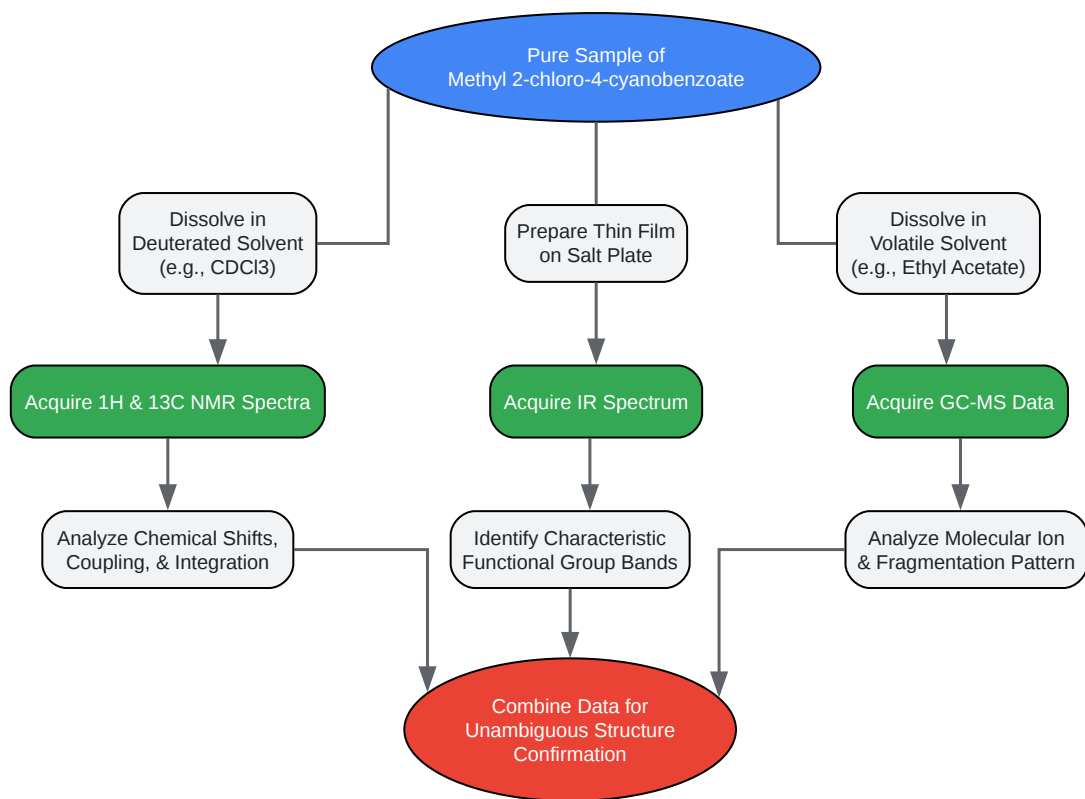 Pure Sample of
Methyl 2-chloro-4-cyanobenzoate
Dissolve in
Deuterated Solvent
(e.g., CDCl3)
Prepare Thin Film
on Salt Plate
Dissolve in
Volatile Solvent
(e.g., Ethyl Acetate)
Acquire 1H & 13C NMR Spectra
Acquire IR Spectrum
Acquire GC-MS Data
Analyze Chemical Shifts,
Coupling, & Integration
Identify Characteristic
Functional Group Bands
Analyze Molecular Ion
& Fragmentation Pattern
Combine Data for
Unambiguous Structure
Confirmation